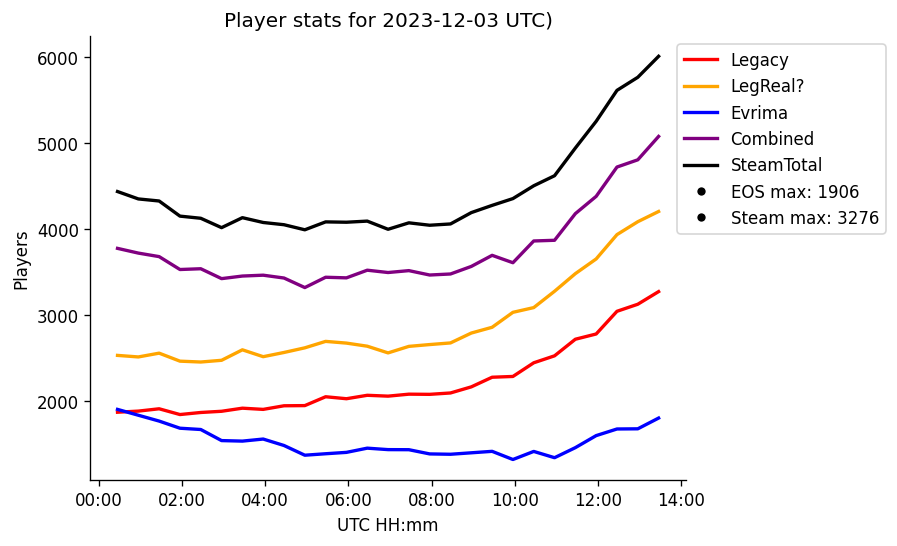 Player stats for 2023-12-03 UTC)
6000
5000
4000
3000
2000
Players
00:00 02:00 04:00 06:00 08:00 10:00 12:00 14:00
UTC HH:mm
Legacy
LegReal?
Evrima
Combined
SteamTotal
EOS max: 1906
Steam max: 3276